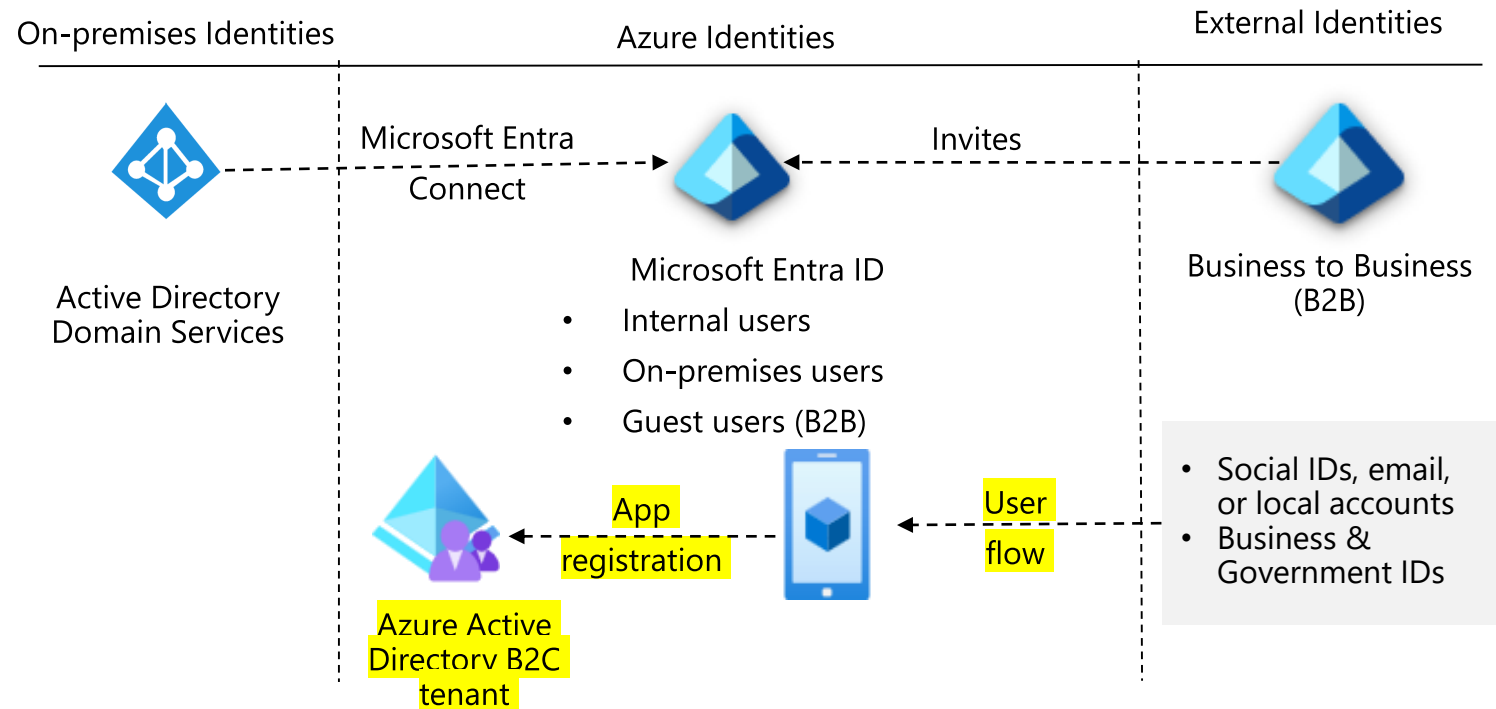 On-premises Identities
Azure Identities
External Identities
Microsoft Entra
Connect
Invites
Active Directory
Domain Services
Microsoft Entra ID
• Internal users
• On-premises users
• Guest users (B2B)
Business to Business
(B2B)
App
registration
User
flow
• Social IDs, email,
or local accounts
• Business &
Government IDs
Azure Active
Directory B2C
tenant